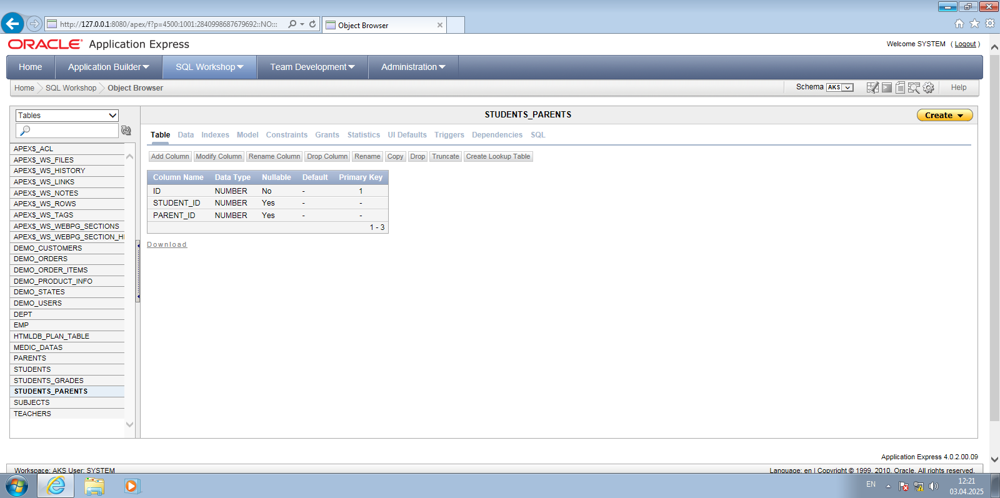 http://127.0.0.1:8080/apex/f?p=4500:1001:2840998687679692::NO:::
Object Browser
ORACLE® Application Express
Welcome SYSTEM ( Logout )
Home Application Builder SQL Workshop Team Development Administration
Home SQL Workshop Object Browser
Schema AKS Help
Tables
STUDENTS_PARENTS
Create
Table Data Indexes Model Constraints Grants Statistics UI Defaults Triggers Dependencies SQL
Add Column Modify Column Rename Column Drop Column Rename Copy Drop Truncate Create Lookup Table
Column Name Data Type Nullable Default Primary Key
ID NUMBER No - 1
STUDENT_ID NUMBER Yes - -
PARENT_ID NUMBER Yes - -
1 - 3
Download
APEX$_ACL
APEX$_WS_FILES
APEX$_WS_HISTORY
APEX$_WS_LINKS
APEX$_WS_NOTES
APEX$_WS_ROWS
APEX$_WS_TAGS
APEX$_WS_WEBPG_SECTIONS
APEX$_WS_WEBPG_SECTION_HI
DEMO_CUSTOMERS
DEMO_ORDERS
DEMO_ORDER_ITEMS
DEMO_PRODUCT_INFO
DEMO_STATES
DEMO_USERS
DEPT
EMP
HTMLDB_PLAN_TABLE
MEDIC_DATAS
PARENTS
STUDENTS
STUDENTS_GRADES
STUDENTS_PARENTS
SUBJECTS
TEACHERS
Application Express 4.0.2.00.09
Workspace: AKS User: SYSTEM
Language: en | Copyright © 1999, 2010, Oracle. All rights reserved.
EN
12:21
03.04.2025